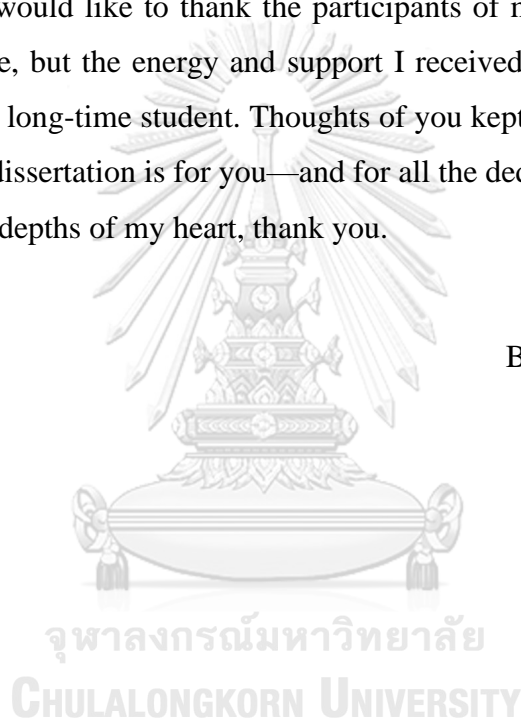 would like to thank the participants of
e, but the energy and support I received
long-time student. Thoughts of you kept
dissertation is for you—and for all the
depths of my heart, thank you.
B
จุฬาลงกรณ์มหาวิทยาลัย
CHULALONGKORN UNIVERSITY